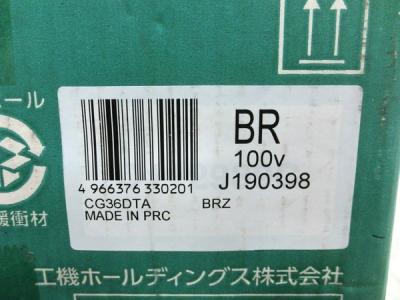 ール
BR
100v
4 966376 330201
J190398
CG36DTA BRZ
MADE IN PRC
緩衝材
工機ホールディングス株式会社